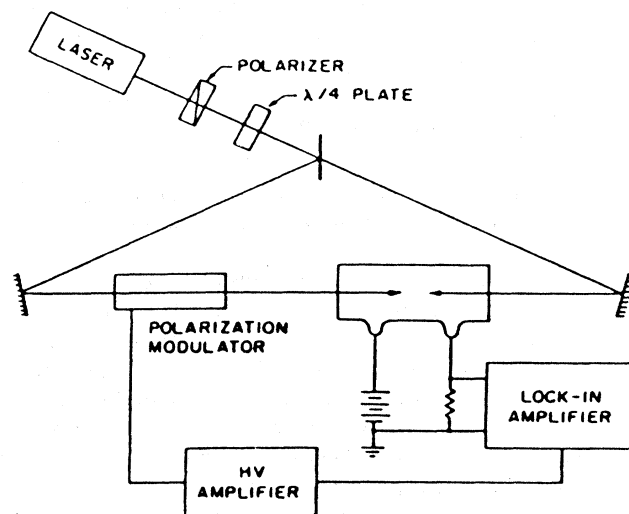 LASER
POLARIZER
λ/4 PLATE
POLARIZATION
MODULATOR
LOCK-IN
AMPLIFIER
HV
AMPLIFIER